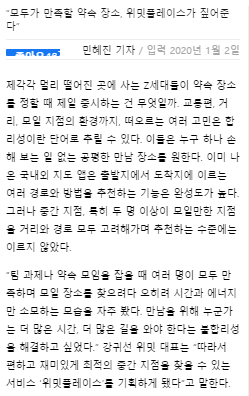 “모두가 만족할 약속 장소, 위밋플레이스가 짚어준
다”
민혜진 기자 / 입력 2020년 1월 2일
제각각 멀리 떨어진 곳에 사는 Z세대들이 약속 장소
를 정할 때 제일 중시하는 건 무엇일까. 교통편, 거
리, 모일 지점의 환경까지, 떠오르는 여러 고민은 합
리성이란 단어로 추릴 수 있다. 이들은 누구 하나 손
해 보는 일 없는 공평한 만남 장소를 원한다. 이미 나
온 국내외 지도 앱은 출발지에서 도착지에 이르는
여러 경로와 방법을 추천하는 기능은 완성도가 높다.
그러나 중간 지점, 특히 두 명 이상이 모일만한 지점
을 거리와 경로 모두 고려해가며 추천하는 수준에는
이르지 않았다.
“팀 과제나 약속 모임을 잡을 때 여러 명이 모두 만
족하며 모일 장소를 찾으려다 오히려 시간과 에너지
만 소모하는 모습을 자주 봤다. 만남을 위해 누군가
는 더 많은 시간, 더 많은 길을 와야 한다는 불합리성
을 해결하고 싶었다.” 강귀선 위밋 대표는 “따라서
편하고 재미있게 최적의 중간 지점을 찾을 수 있는
서비스 ‘위밋플레이스’를 기획하게 됐다”고 말한다.